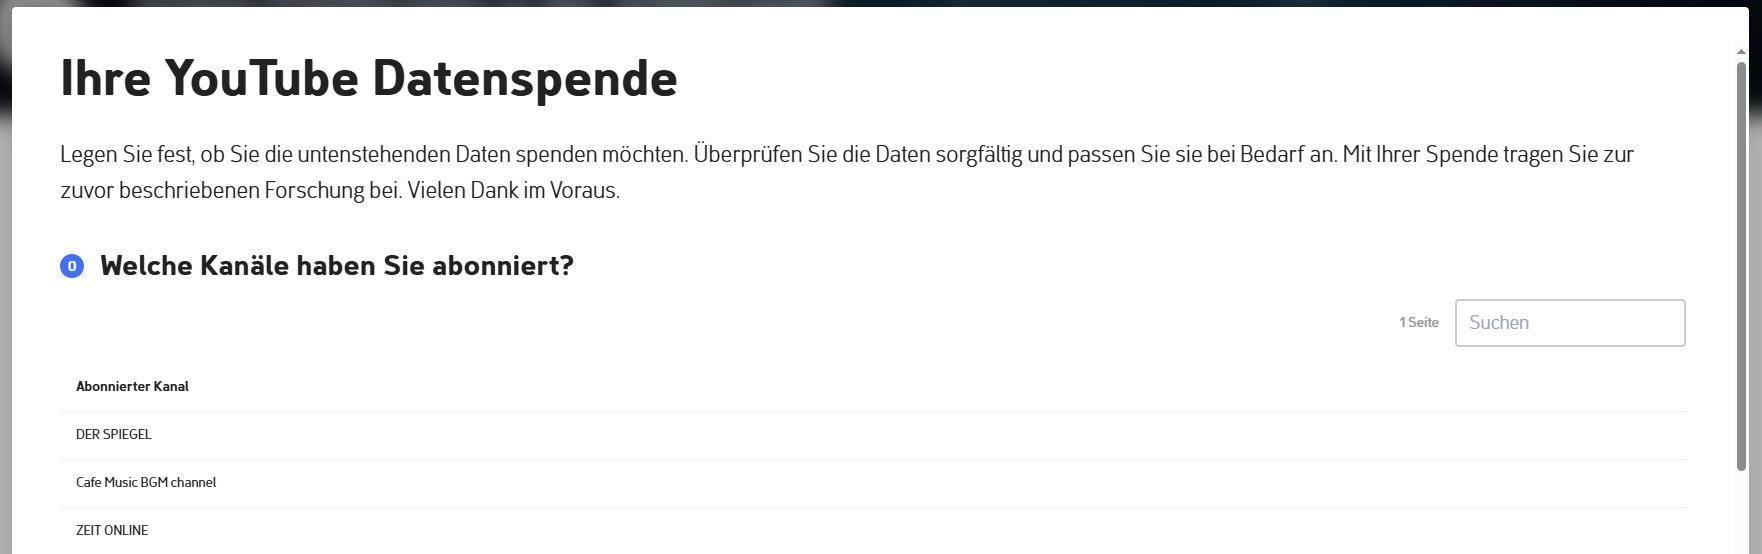 Ihre YouTube Datenspende
Legen Sie fest, ob Sie die untenstehenden Daten spenden möchten. Überprüfen Sie die Daten sorgfältig und passen Sie sie bei Bedarf an. Mit Ihrer Spende tragen Sie zur
zuvor beschriebenen Forschung bei. Vielen Dank im Voraus.
0 Welche Kanäle haben Sie abonniert?
1 Seite Suchen
Abonnierter Kanal
DER SPIEGEL
Cafe Music BGM channel
ZEIT ONLINE